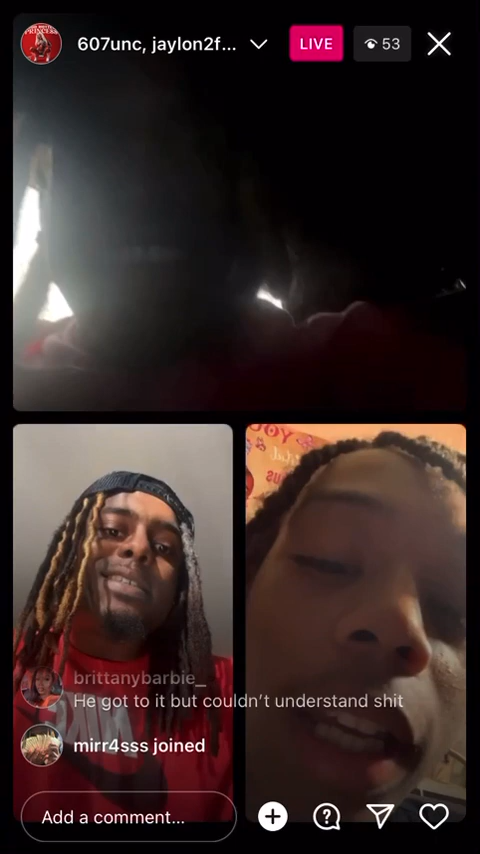 607unc, jaylon2f...
LIVE
53
brittanybarbie_
He got to it but couldn't understand shit
mirr4sss joined
Add a comment...